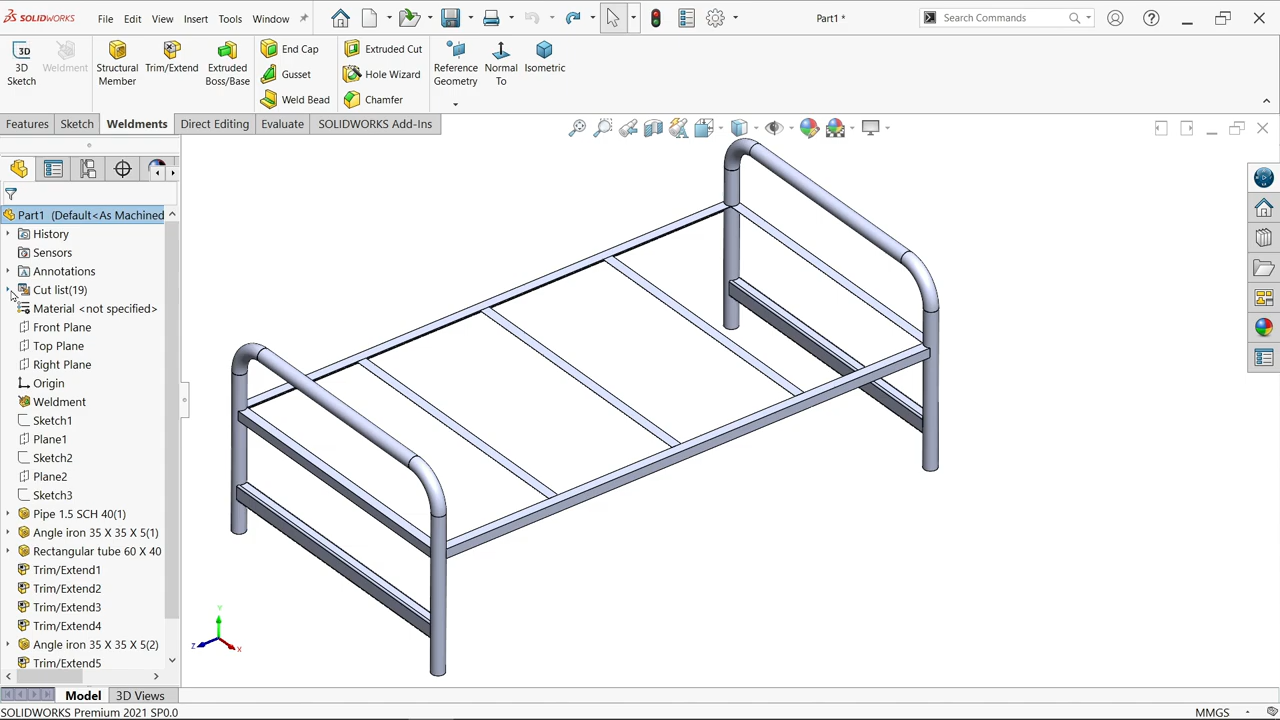 SOLIDWORKS File Edit View Insert Tools Window Part1 * Search Commands
3D Sketch
Weldment
Structural Member
Trim/Extend
Extruded Boss/Base
End Cap
Gusset
Weld Bead
Extruded Cut
Hole Wizard
Chamfer
Reference Geometry
Normal To
Isometric
Features Sketch Weldments Direct Editing Evaluate SOLIDWORKS Add-Ins
Part1 (Default<As Machined
History
Sensors
Annotations
Cut list(19)
Material <not specified>
Front Plane
Top Plane
Right Plane
Origin
Weldment
Sketch1
Plane1
Sketch2
Plane2
Sketch3
Pipe 1.5 SCH 40(1)
Angle iron 35 X 35 X 5(1)
Rectangular tube 60 X 40
Trim/Extend1
Trim/Extend2
Trim/Extend3
Trim/Extend4
Angle iron 35 X 35 X 5(2)
Trim/Extend5
Y
Z
X
Model 3D Views
SOLIDWORKS Premium 2021 SP0.0 MMGS